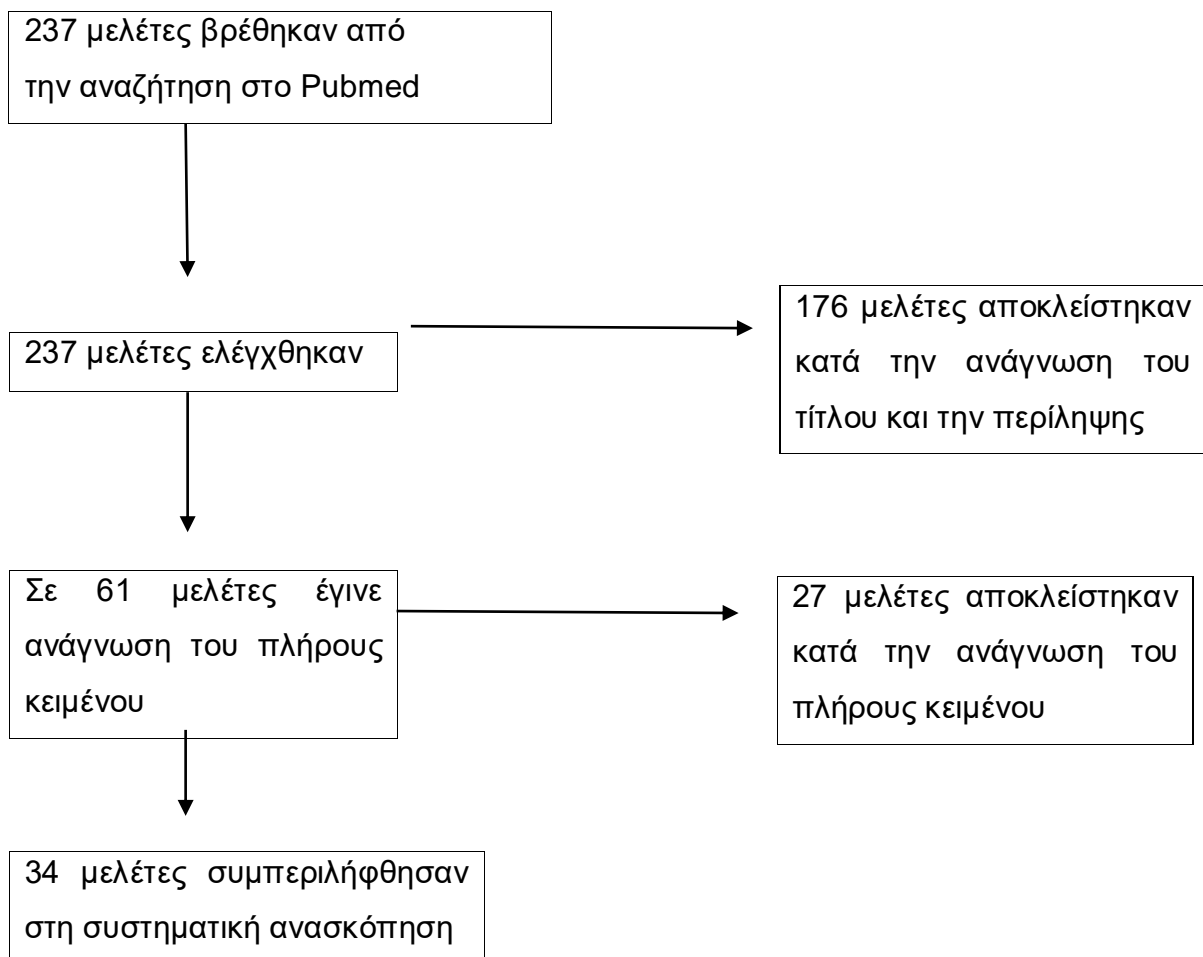 237 μελέτες βρέθηκαν από
την αναζήτηση στο Pubmed
237 μελέτες ελέγχθηκαν
176 μελέτες αποκλείστηκαν
κατά την ανάγνωση του
τίτλου και την περίληψης
Σε 61 μελέτες έγινε
ανάγνωση του πλήρους
κειμένου
27 μελέτες αποκλείστηκαν
κατά την ανάγνωση του
πλήρους κειμένου
34 μελέτες συμπεριλήφθησαν
στη συστηματική ανασκόπηση